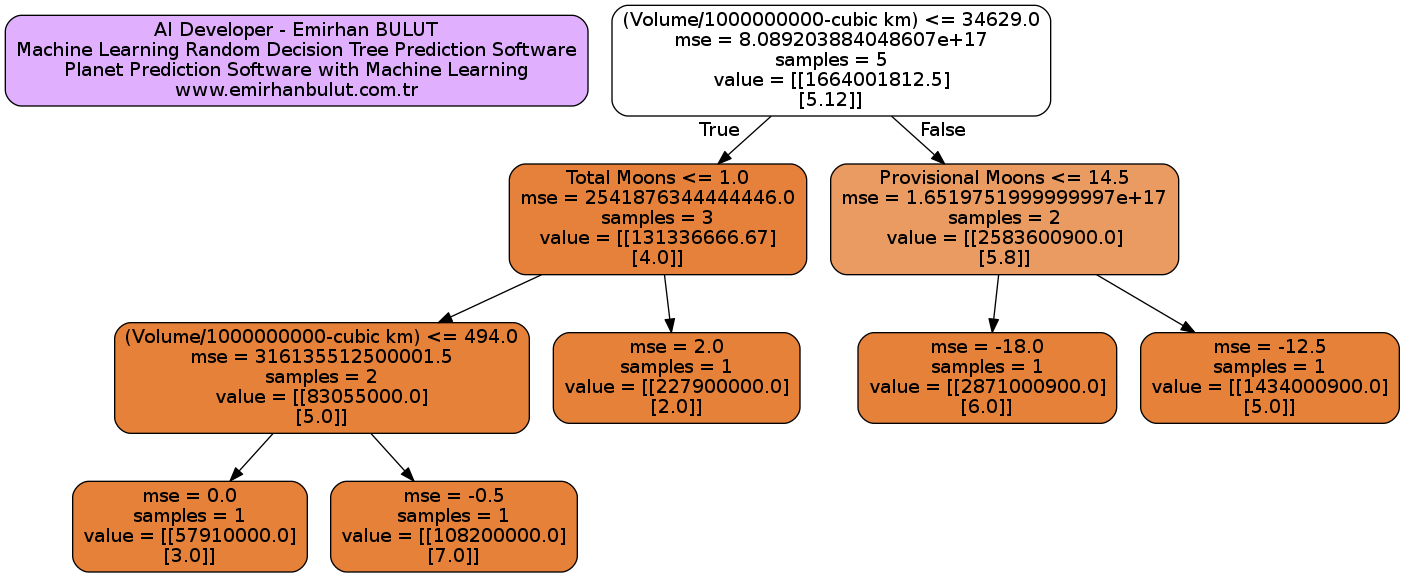 AI Developer - Emirhan BULUT
Machine Learning Random Decision Tree Prediction Software
Planet Prediction Software with Machine Learning
www.emirhanbulut.com.tr
(Volume/1000000000-cubic km) <= 34629.0
mse = 8.089203884048607e+17
samples = 5
value = [[1664001812.5]
[5.12]]
True
False
Total Moons <= 1.0
mse = 2541876344444446.0
samples = 3
value = [[131336666.67]
[4.0]]
Provisional Moons <= 14.5
mse = 1.6519751999999997e+17
samples = 2
value = [[2583600900.0]
[5.8]]
(Volume/1000000000-cubic km) <= 494.0
mse = 316135512500001.5
samples = 2
value = [[83055000.0]
[5.0]]
mse = 2.0
samples = 1
value = [[227900000.0]
[2.0]]
mse = -18.0
samples = 1
value = [[2871000900.0]
[6.0]]
mse = -12.5
samples = 1
value = [[1434000900.0]
[5.0]]
mse = 0.0
samples = 1
value = [[57910000.0]
[3.0]]
mse = -0.5
samples = 1
value = [[108200000.0]
[7.0]]